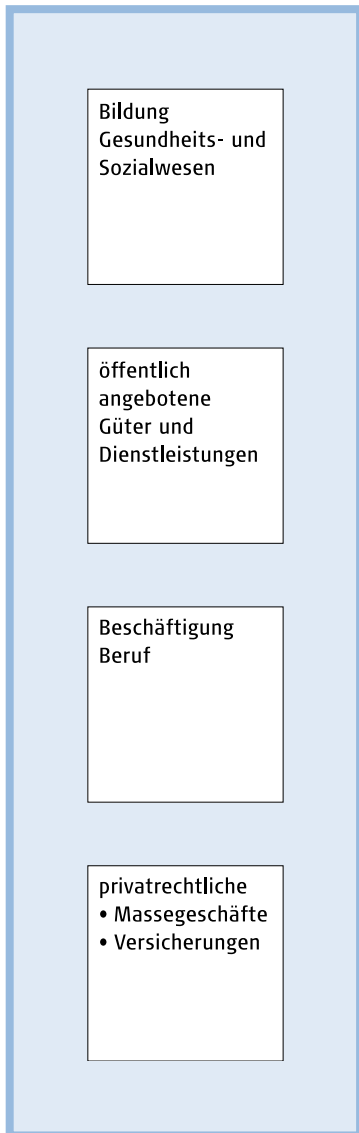 Bildung
Gesundheits- und
Sozialwesen
öffentlich
angebotene
Güter und
Dienstleistungen
Beschäftigung
Beruf
privatrechtliche
• Massegeschäfte
• Versicherungen